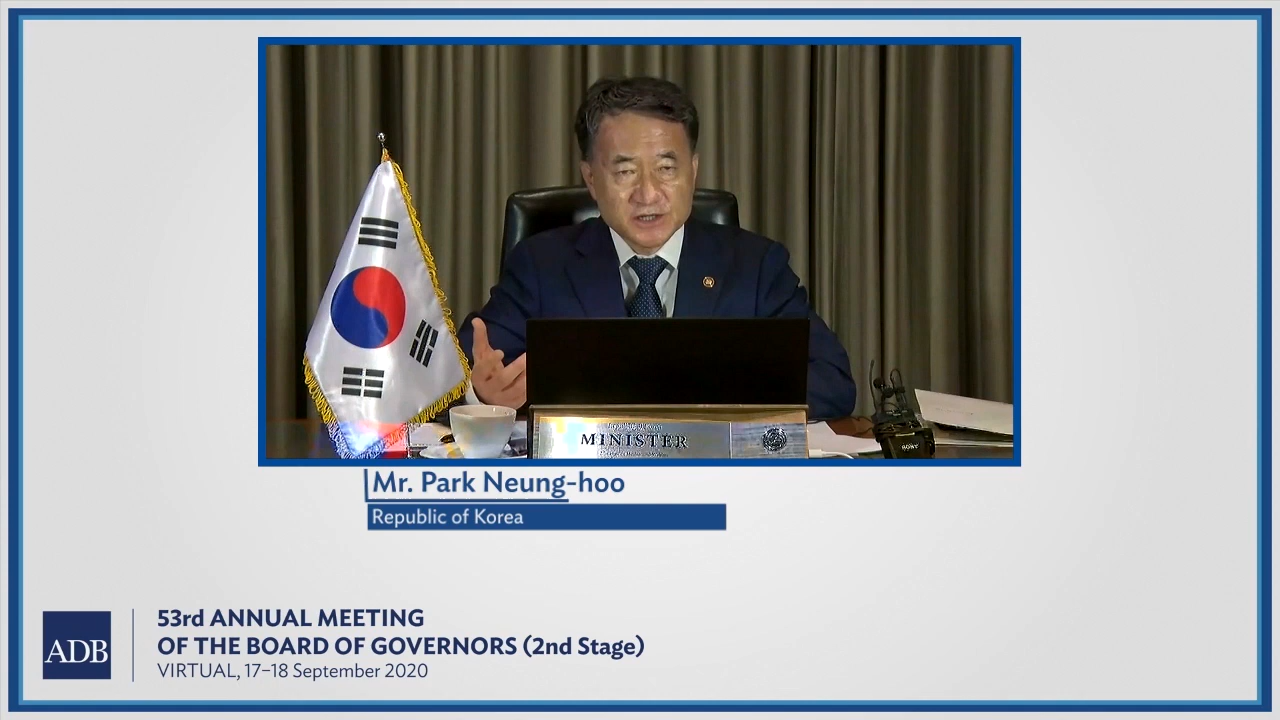 MINISTER
Mr. Park Neung-hoo
Republic of Korea
ADB
53rd ANNUAL MEETING
OF THE BOARD OF GOVERNORS (2nd Stage)
VIRTUAL, 17–18 September 2020